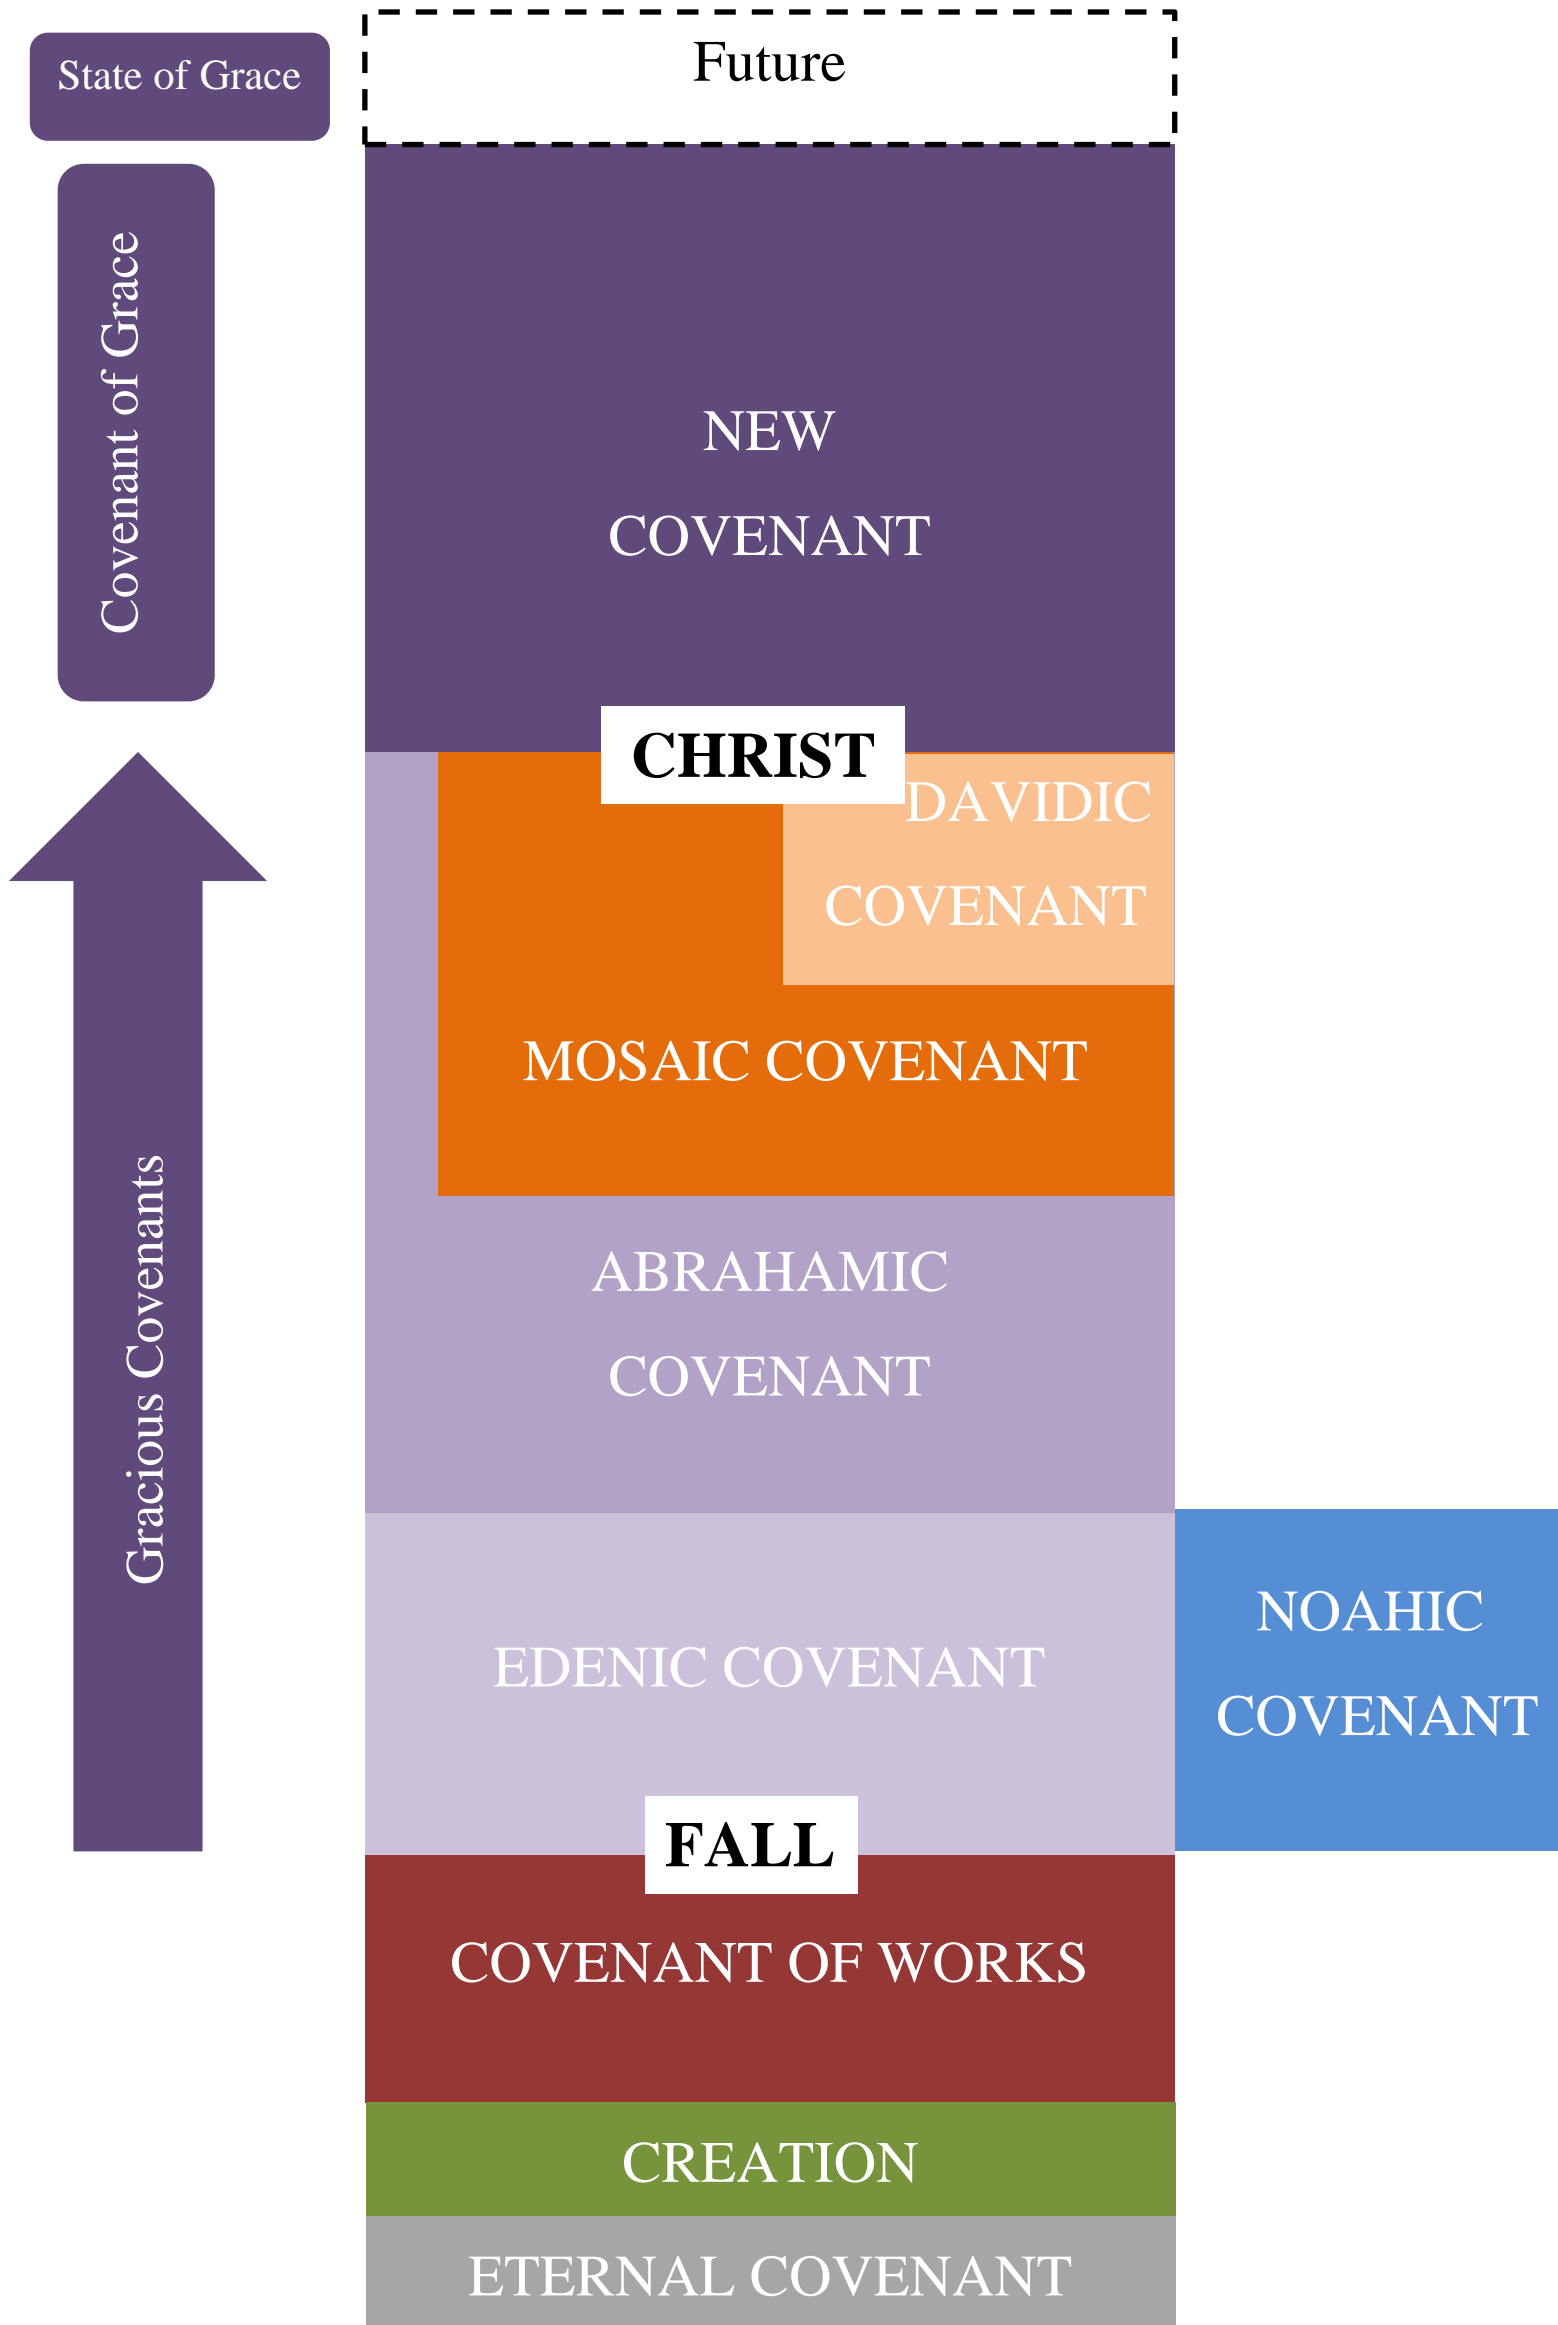 State of Grace
Future
Covenant of Grace
NEW
COVENANT
CHRIST
DAVIDIC
COVENANT
MOSAIC COVENANT
Gracious Covenants
ABRAHAMIC
COVENANT
EDENIC COVENANT
NOAHIC
COVENANT
FALL
COVENANT OF WORKS
CREATION
ETERNAL COVENANT